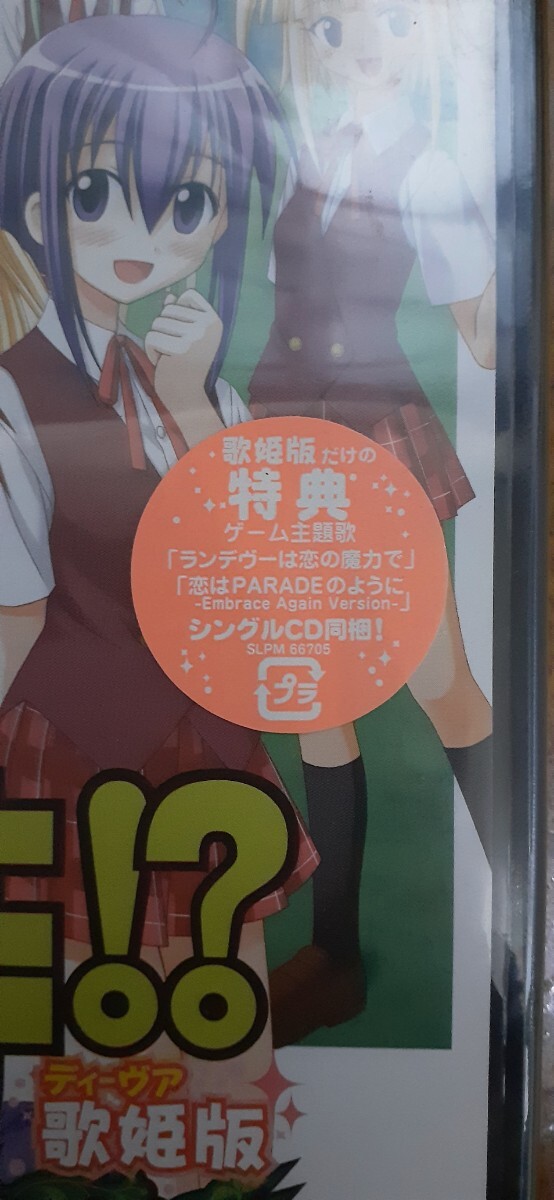 歌姫版だけの
特典
ゲーム主題歌
「ランデヴーは恋の魔力で」
「恋はPARADEのように
-Embrace Again Version-」
シングルCD同梱!
SLPM 66705
プラ
!?
ディーヴァ
歌姫版